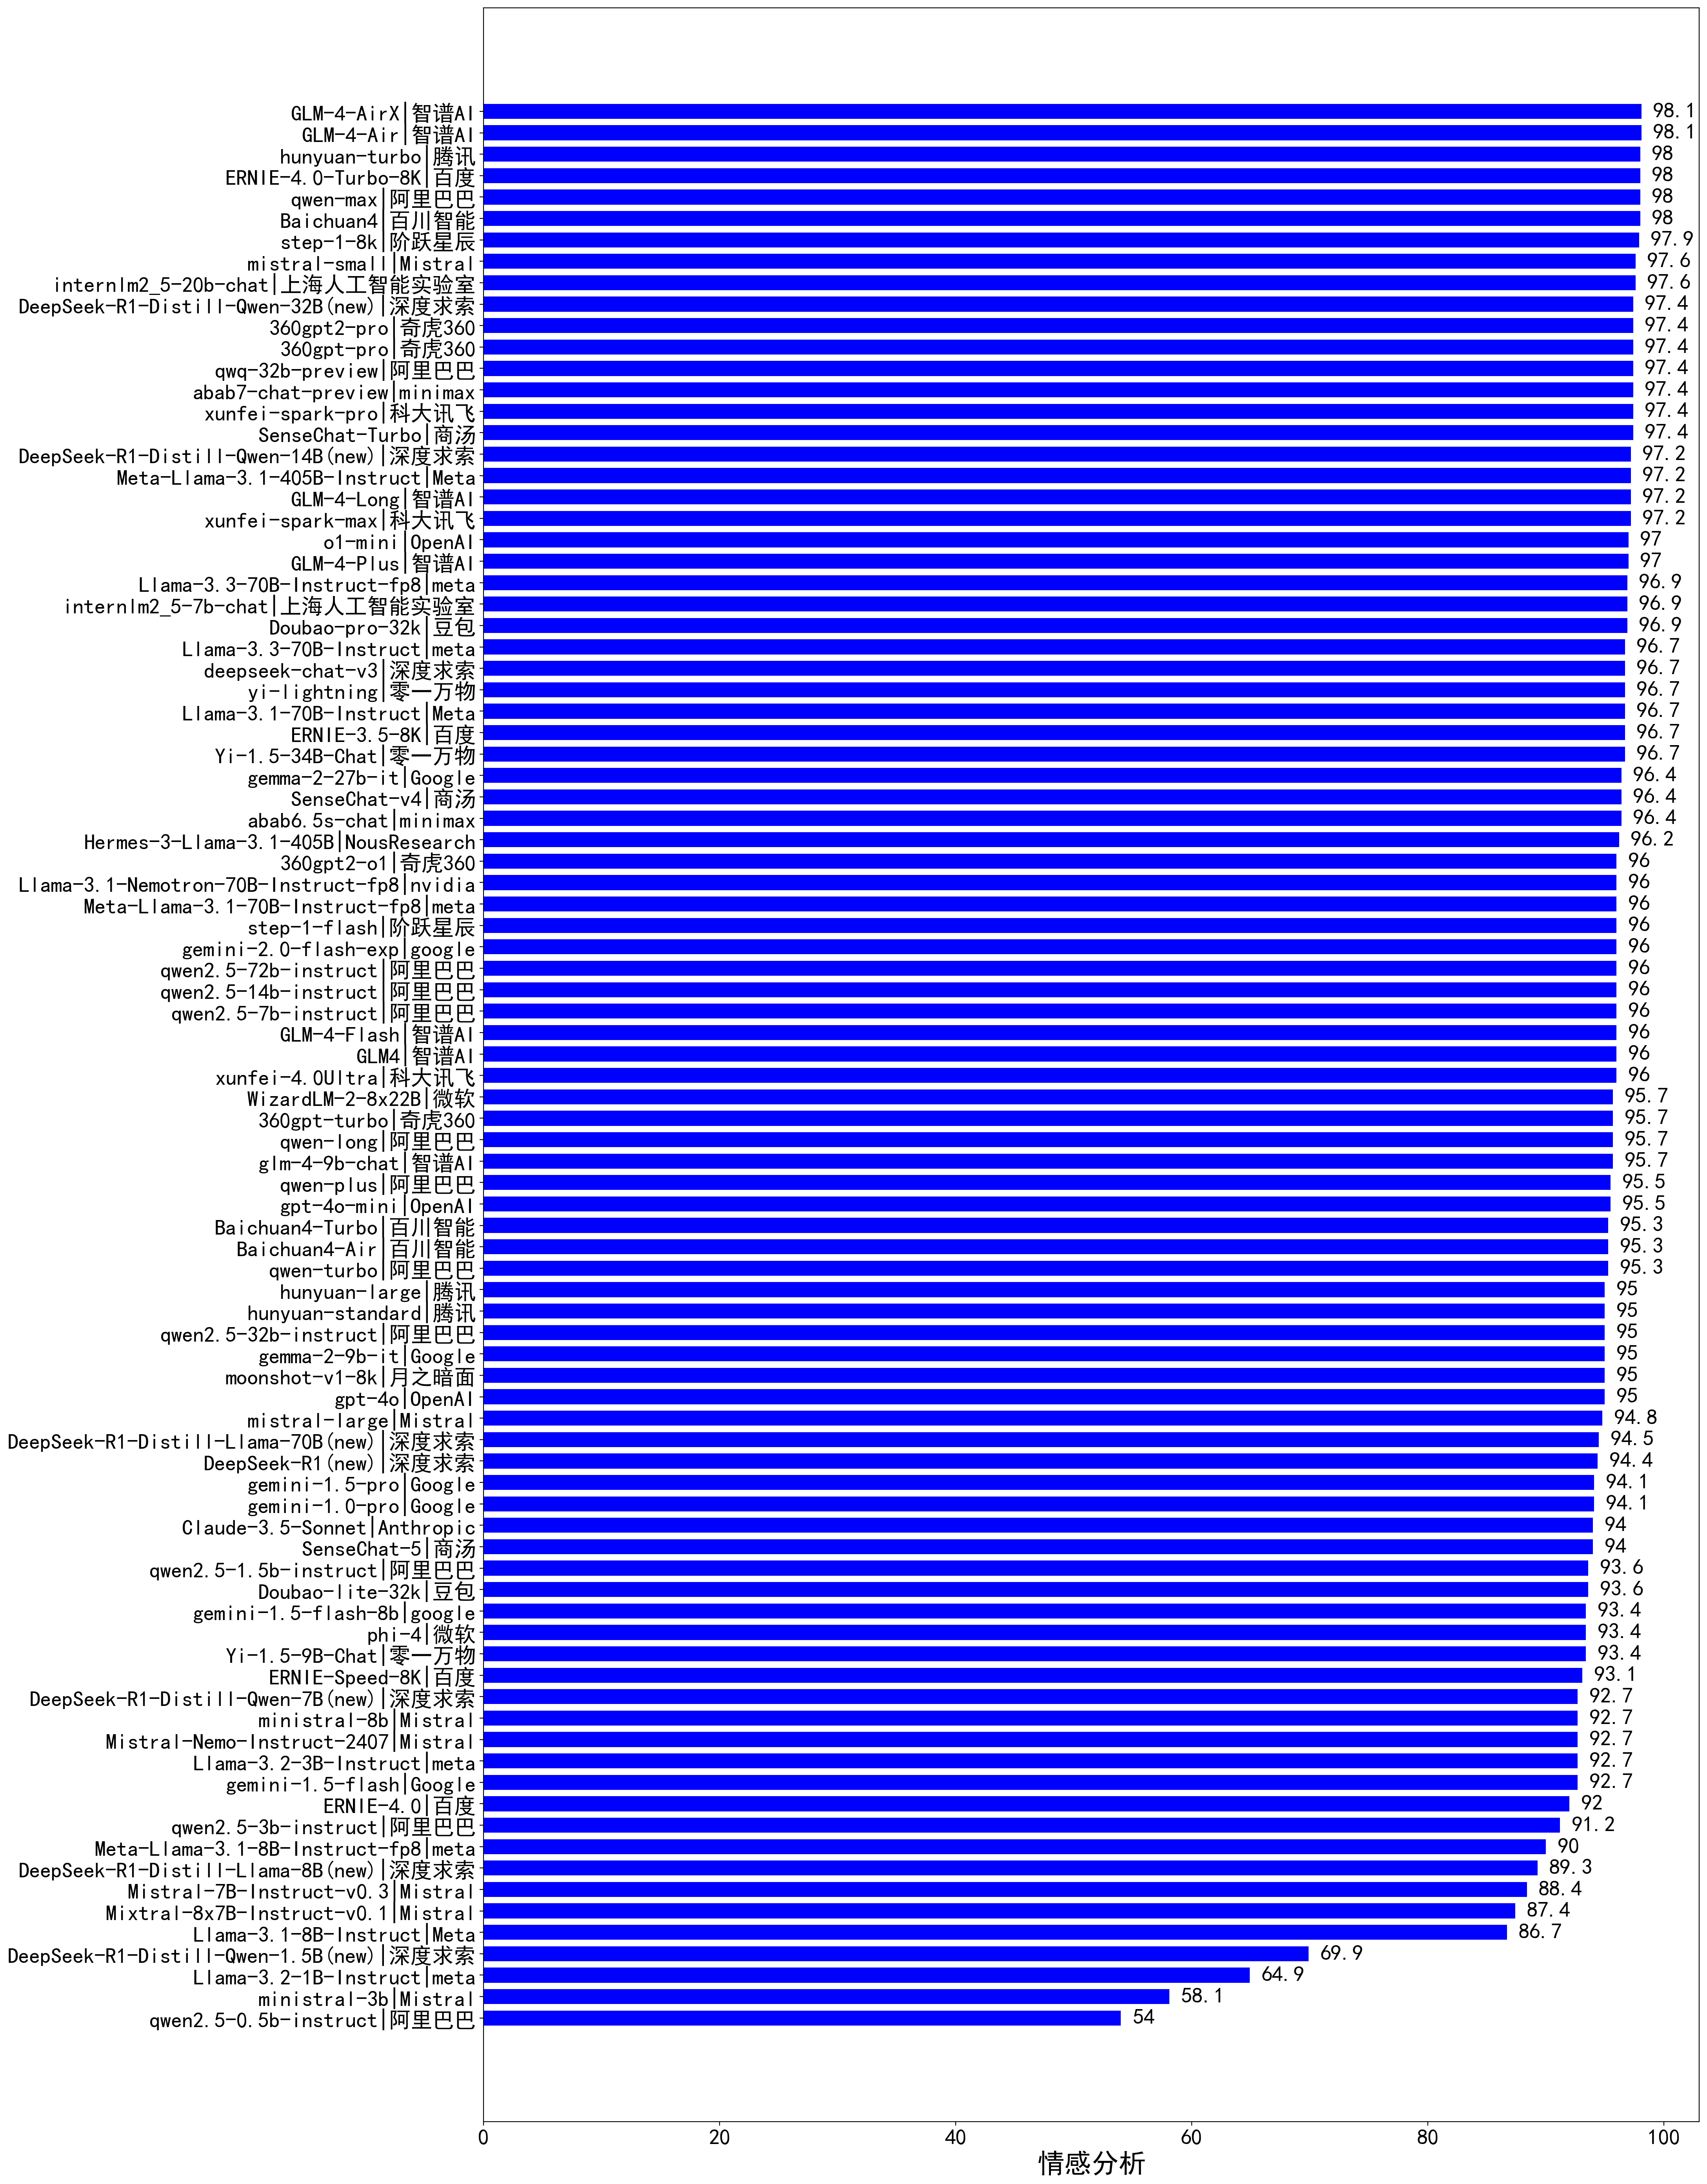 GLM-4-AirX|智谱AI 98.1
GLM-4-Air|智谱AI 98.1
hunyuan-turbo|腾讯 98
ERNIE-4.0-Turbo-8K|百度 98
qwen-max|阿里巴巴 98
Baichuan4|百川智能 98
step-1-8k|阶跃星辰 97.9
mistral-small|Mistral 97.6
internlm2_5-20b-chat|上海人工智能实验室 97.6
DeepSeek-R1-Distill-Qwen-32B(new)|深度求索 97.4
360gpt2-pro|奇虎360 97.4
360gpt-pro|奇虎360 97.4
qwq-32b-preview|阿里巴巴 97.4
abab7-chat-preview|minimax 97.4
xunfei-spark-pro|科大讯飞 97.4
SenseChat-Turbo|商汤 97.4
DeepSeek-R1-Distill-Qwen-14B(new)|深度求索 97.2
Meta-Llama-3.1-405B-Instruct|Meta 97.2
GLM-4-Long|智谱AI 97.2
xunfei-spark-max|科大讯飞 97.2
o1-mini|OpenAI 97
GLM-4-Plus|智谱AI 97
Llama-3.3-70B-Instruct-fp8|meta 96.9
internlm2_5-7b-chat|上海人工智能实验室 96.9
Doubao-pro-32k|豆包 96.9
Llama-3.3-70B-Instruct|meta 96.7
deepseek-chat-v3|深度求索 96.7
yi-lightning|零一万物 96.7
Llama-3.1-70B-Instruct|Meta 96.7
ERNIE-3.5-8K|百度 96.7
Yi-1.5-34B-Chat|零一万物 96.7
gemma-2-27b-it|Google 96.4
SenseChat-v4|商汤 96.4
abab6.5s-chat|minimax 96.4
Hermes-3-Llama-3.1-405B|NousResearch 96.2
360gpt2-o1|奇虎360 96
Llama-3.1-Nemotron-70B-Instruct-fp8|nvidia 96
Meta-Llama-3.1-70B-Instruct-fp8|meta 96
step-1-flash|阶跃星辰 96
gemini-2.0-flash-exp|google 96
qwen2.5-72b-instruct|阿里巴巴 96
qwen2.5-14b-instruct|阿里巴巴 96
qwen2.5-7b-instruct|阿里巴巴 96
GLM-4-Flash|智谱AI 96
GLM4|智谱AI 96
xunfei-4.0Ultra|科大讯飞 96
WizardLM-2-8x22B|微软 95.7
360gpt-turbo|奇虎360 95.7
qwen-long|阿里巴巴 95.7
glm-4-9b-chat|智谱AI 95.7
qwen-plus|阿里巴巴 95.5
gpt-4o-mini|OpenAI 95.5
Baichuan4-Turbo|百川智能 95.3
Baichuan4-Air|百川智能 95.3
qwen-turbo|阿里巴巴 95.3
hunyuan-large|腾讯 95
hunyuan-standard|腾讯 95
qwen2.5-32b-instruct|阿里巴巴 95
gemma-2-9b-it|Google 95
moonshot-v1-8k|月之暗面 95
gpt-4o|OpenAI 95
mistral-large|Mistral 94.8
DeepSeek-R1-Distill-Llama-70B(new)|深度求索 94.5
DeepSeek-R1(new)|深度求索 94.4
gemini-1.5-pro|Google 94.1
gemini-1.0-pro|Google 94.1
Claude-3.5-Sonnet|Anthropic 94
SenseChat-5|商汤 94
qwen2.5-1.5b-instruct|阿里巴巴 93.6
Doubao-lite-32k|豆包 93.6
gemini-1.5-flash-8b|google 93.4
phi-4|微软 93.4
Yi-1.5-9B-Chat|零一万物 93.4
ERNIE-Speed-8K|百度 93.1
DeepSeek-R1-Distill-Qwen-7B(new)|深度求索 92.7
ministral-8b|Mistral 92.7
Mistral-Nemo-Instruct-2407|Mistral 92.7
Llama-3.2-3B-Instruct|meta 92.7
gemini-1.5-flash|Google 92.7
ERNIE-4.0|百度 92
qwen2.5-3b-instruct|阿里巴巴 91.2
Meta-Llama-3.1-8B-Instruct-fp8|meta 90
DeepSeek-R1-Distill-Llama-8B(new)|深度求索 89.3
Mistral-7B-Instruct-v0.3|Mistral 88.4
Mixtral-8x7B-Instruct-v0.1|Mistral 87.4
Llama-3.1-8B-Instruct|Meta 86.7
DeepSeek-R1-Distill-Qwen-1.5B(new)|深度求索 69.9
Llama-3.2-1B-Instruct|meta 64.9
ministral-3b|Mistral 58.1
qwen2.5-0.5b-instruct|阿里巴巴 54
0 20 40 60 80 100
情感分析